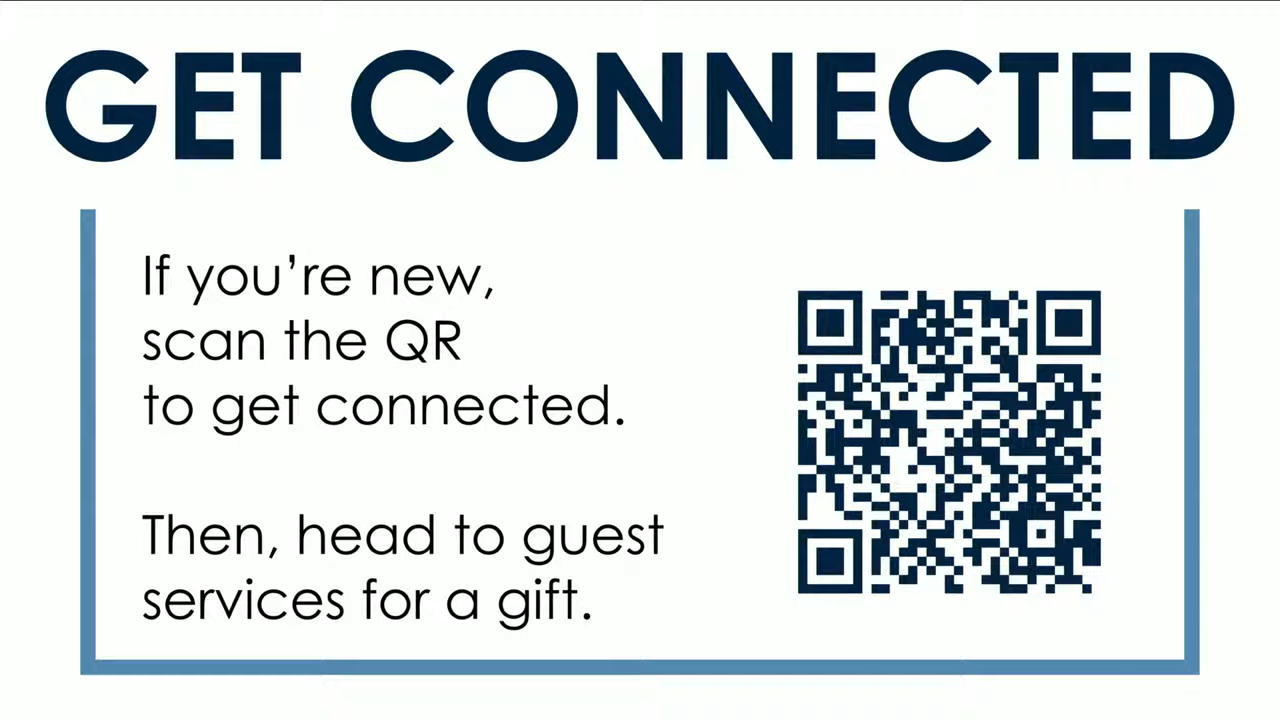 GET CONNECTED
If you’re new,
scan the QR
to get connected.
Then, head to guest
services for a gift.